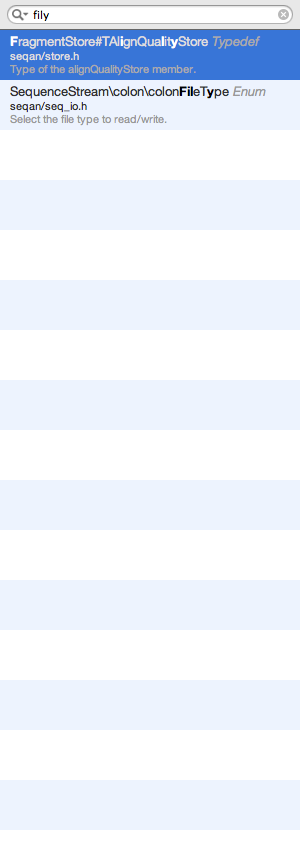 fily
FragmentStore#TAlignQualityStore Typedef
seqan/store.h
Type of the alignQualityStore member.
SequenceStream\colon\colonFileType Enum
seqan/seq_io.h
Select the file type to read/write.